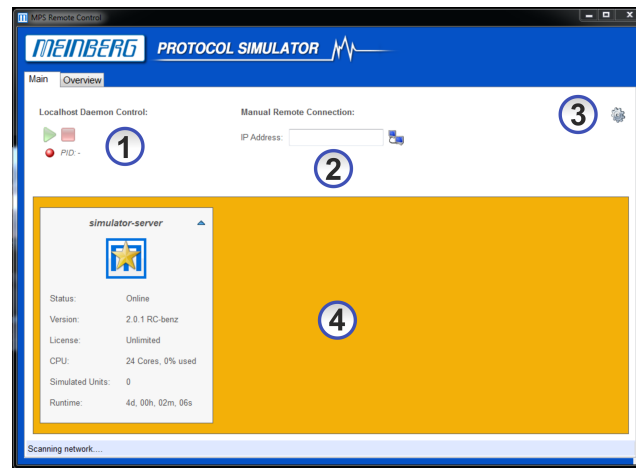 MPS Remote Control
MEINBERG PROTOCOL SIMULATOR
Main Overview
Localhost Daemon Control: Manual Remote Connection:
IP Address:
PID: -
1
2
3
simulator-server
Status: Online
Version: 2.0.1 RC-benz
License: Unlimited
CPU: 24 Cores, 0% used
Simulated Units: 0
Runtime: 4d, 00h, 02m, 06s
4
Scanning network....